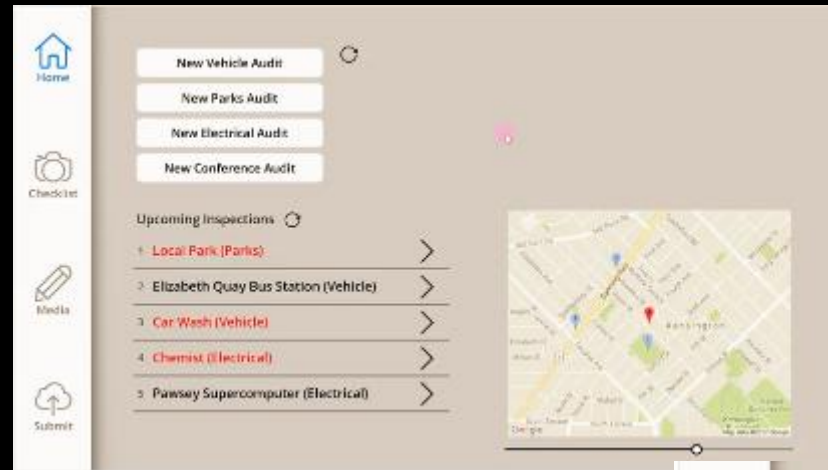 Home
New Vehicle Audit
New Parks Audit
New Electrical Audit
New Conference Audit
Checklist
Upcoming Inspections
1 Local Park (Parks)
2 Elizabeth Quay Bus Station (Vehicle)
3 Car Wash (Vehicle)
4 Chemist (Electrical)
5 Pawsey Supercomputer (Electrical)
Media
Submit
Kensington
Google